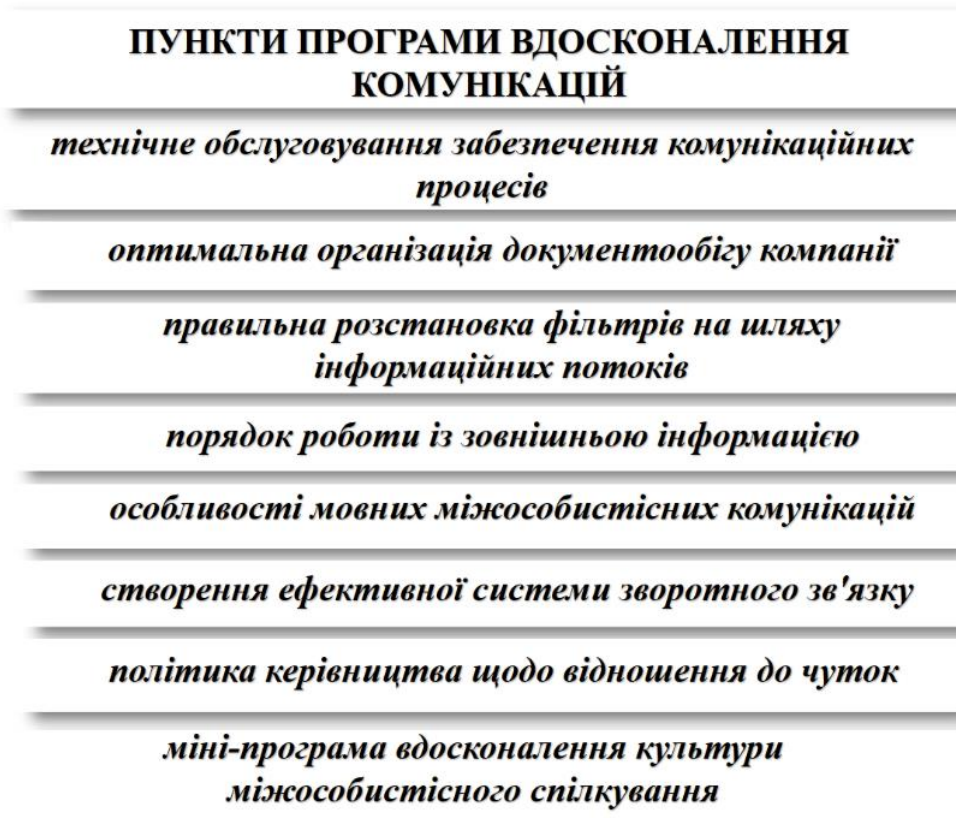 ПУНКТИ ПРОГРАМИ ВДОСКОНАЛЕННЯ
КОМУНІКАЦІЙ
технічне обслуговування забезпечення комунікаційних
процесів
оптимальна організація документообігу компанії
правильна розстановка фільтрів на шляху
інформаційних потоків
порядок роботи із зовнішньою інформацією
особливості мовних міжособистісних комунікацій
створення ефективної системи зворотного зв'язку
політика керівництва щодо відношення до чуток
міні-програма вдосконалення культури
міжособистісного спілкування